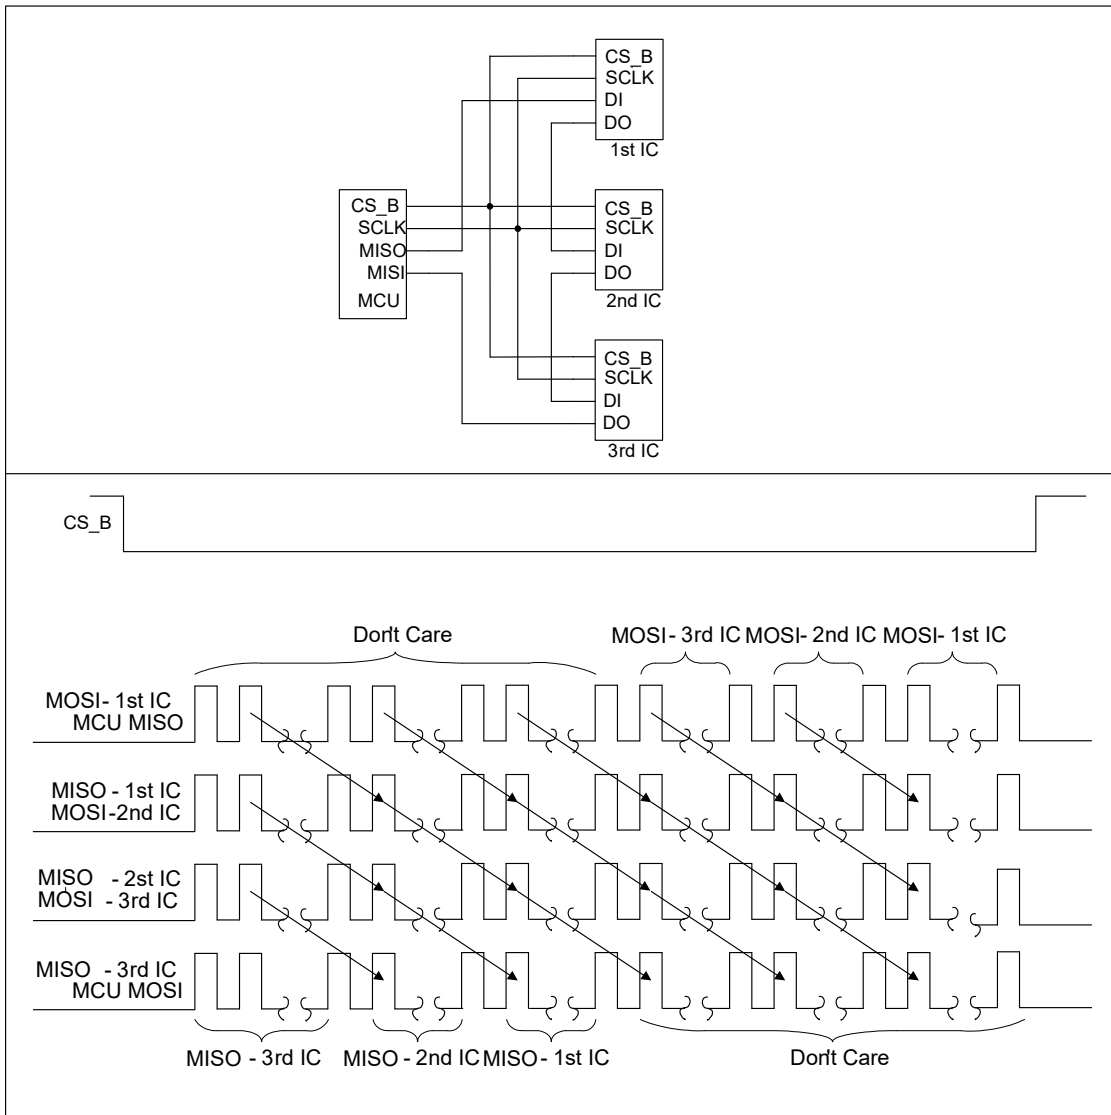 CS_B
SCLK
DI
DO
1st IC
CS_B
SCLK
MISO
MISI
MCU
CS_B
SCLK
DI
DO
2nd IC
CS_B
SCLK
DI
DO
3rd IC
CS_B
Don't Care
MOSI - 3rd IC
MOSI- 2nd IC
MOSI- 1st IC
MOSI- 1st IC
MCU MISO
MISO - 1st IC
MOSI-2nd IC
MISO - 2st IC
MOSI - 3rd IC
MISO - 3rd IC
MCU MOSI
MISO - 3rd IC
MISO - 2nd IC
MISO - 1st IC
Don't Care